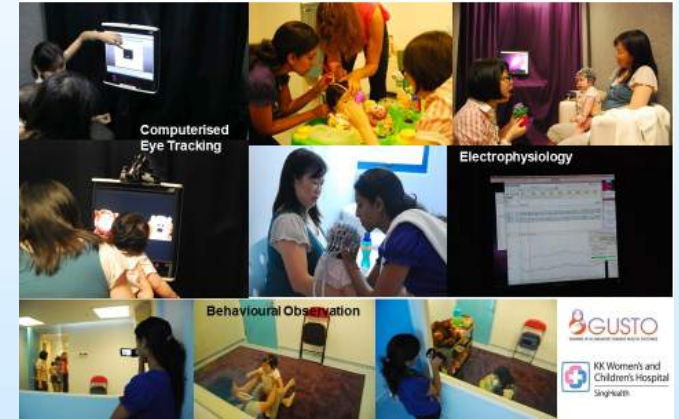 Computerised
Eye Tracking
Electrophysiology
Behavioural Observation
GUSTO
KK Women's and
Children's Hospital
SingHealth